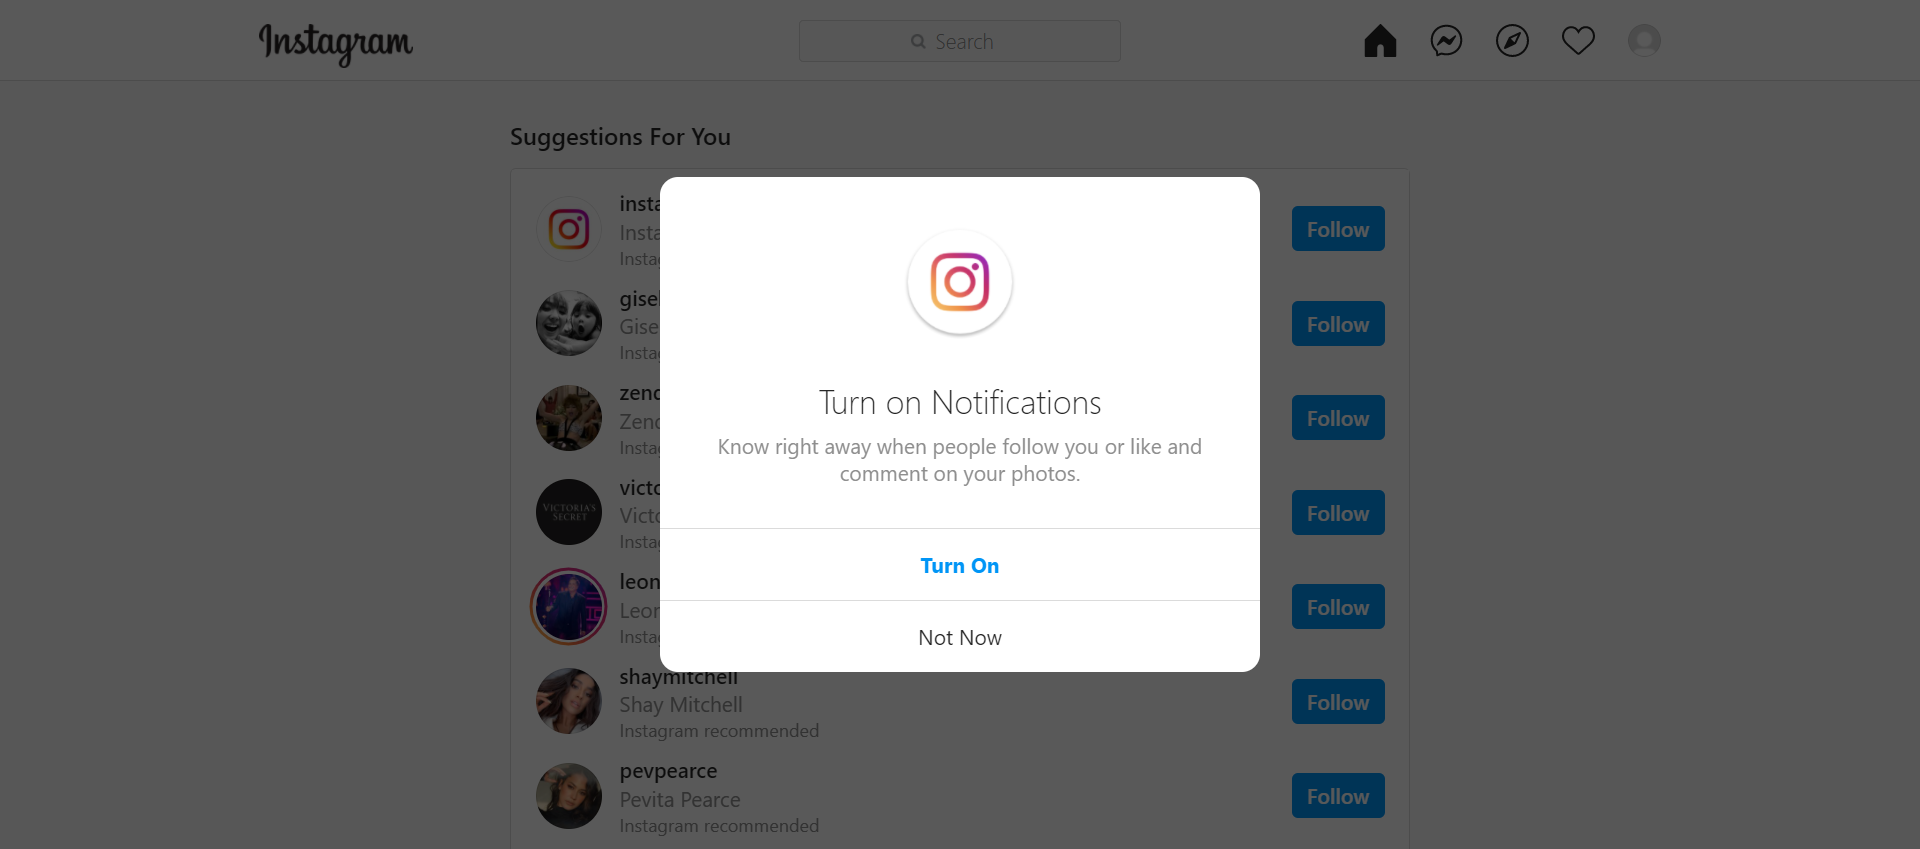 Instagram
Search
Suggestions For You
insta
Insta
Insta
Follow
gisel
Gise
Insta
Follow
zend
Zend
Insta
Follow
VICTORIA'S
SECRET
victo
Victo
Insta
Follow
leon
Leon
Insta
Follow
shaymitchell
Shay Mitchell
Instagram recommended
Follow
pevpearce
Pevita Pearce
Instagram recommended
Follow
Turn on Notifications
Know right away when people follow you or like and
comment on your photos.
Turn On
Not Now